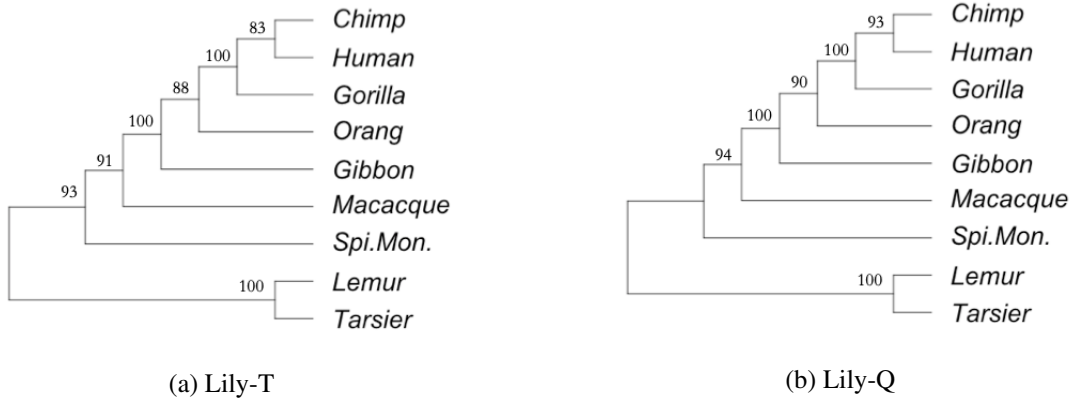 83 Chimp
Human
100
Gorilla
88
Orang
100
Gibbon
91
Macacque
93
Spi.Mon.
100 Lemur
Tarsier
(a) Lily-T
93 Chimp
Human
100
Gorilla
90
Orang
100
Gibbon
94
Macacque
Spi.Mon.
100 Lemur
Tarsier
(b) Lily-Q